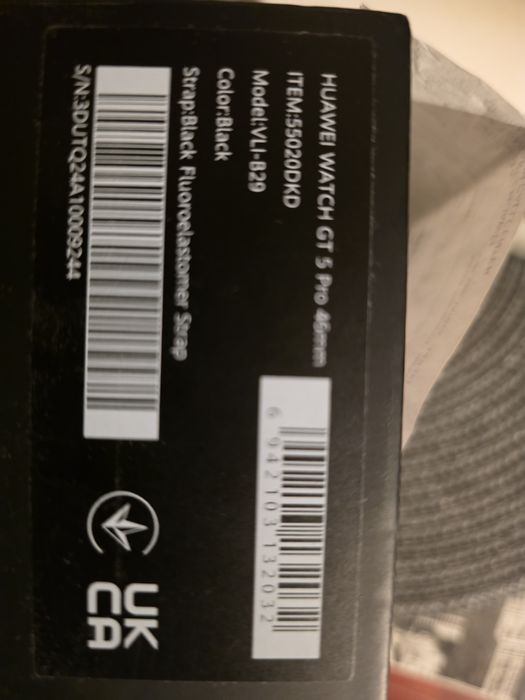 HUAWEI WATCH GT 5 Pro 46mm
ITEM:55020DKD
Model:VLI-B29
Color:Black
Strap:Black Fluoroelastomer Strap
S/N:3DUTQ24A10009244
6 942103 132032
UK
CA